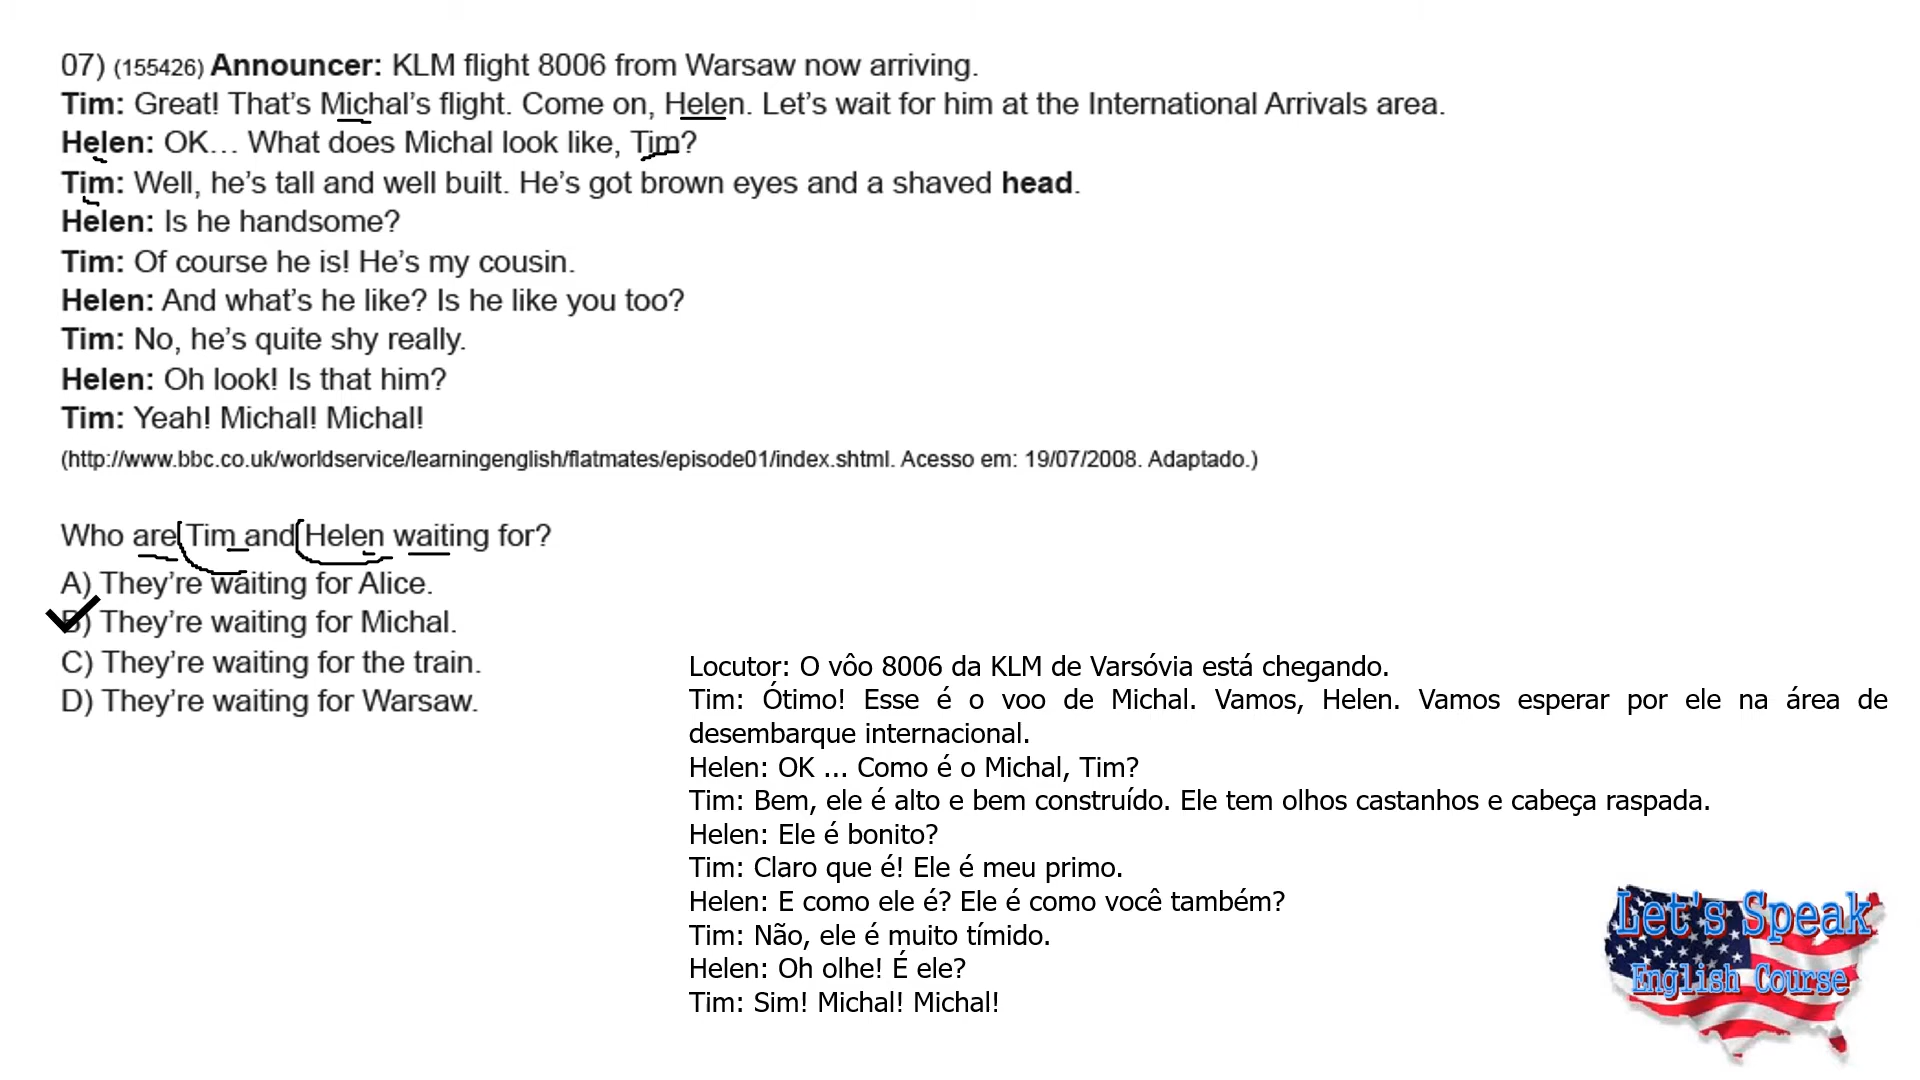 07) (155426) Announcer: KLM flight 8006 from Warsaw now arriving.
Tim: Great! That’s Michal’s flight. Come on, Helen. Let’s wait for him at the International Arrivals area.
Helen: OK… What does Michal look like, Tim?
Tim: Well, he’s tall and well built. He’s got brown eyes and a shaved head.
Helen: Is he handsome?
Tim: Of course he is! He’s my cousin.
Helen: And what’s he like? Is he like you too?
Tim: No, he’s quite shy really.
Helen: Oh look! Is that him?
Tim: Yeah! Michal! Michal!
(http://www.bbc.co.uk/worldservice/learningenglish/flatmates/episode01/index.shtml. Acesso em: 19/07/2008. Adaptado.)
Who are Tim and Helen waiting for?
A) They’re waiting for Alice.
B) They’re waiting for Michal.
C) They’re waiting for the train.
D) They’re waiting for Warsaw.
Locutor: O vôo 8006 da KLM de Varsóvia está chegando.
Tim: Ótimo! Esse é o voo de Michal. Vamos, Helen. Vamos esperar por ele na área de
desembarque internacional.
Helen: OK ... Como é o Michal, Tim?
Tim: Bem, ele é alto e bem construído. Ele tem olhos castanhos e cabeça raspada.
Helen: Ele é bonito?
Tim: Claro que é! Ele é meu primo.
Helen: E como ele é? Ele é como você também?
Tim: Não, ele é muito tímido.
Helen: Oh olhe! É ele?
Tim: Sim! Michal! Michal!
Let's Speak
English Course